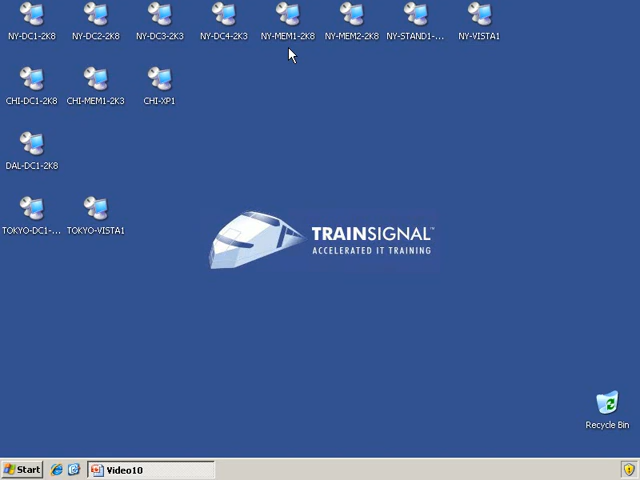 NY-DC1-2K8 NY-DC2-2K8 NY-DC3-2K3 NY-DC4-2K3 NY-MEM1-2K8 NY-MEM2-2K8 NY-STAND1-... NY-VISTA1
CHI-DC1-2K8 CHI-MEM1-2K3 CHI-XP1
DAL-DC1-2K8
TOKYO-DC1-... TOKYO-VISTA1
TRAINSIGNAL™
ACCELERATED IT TRAINING
Recycle Bin
Start Video10